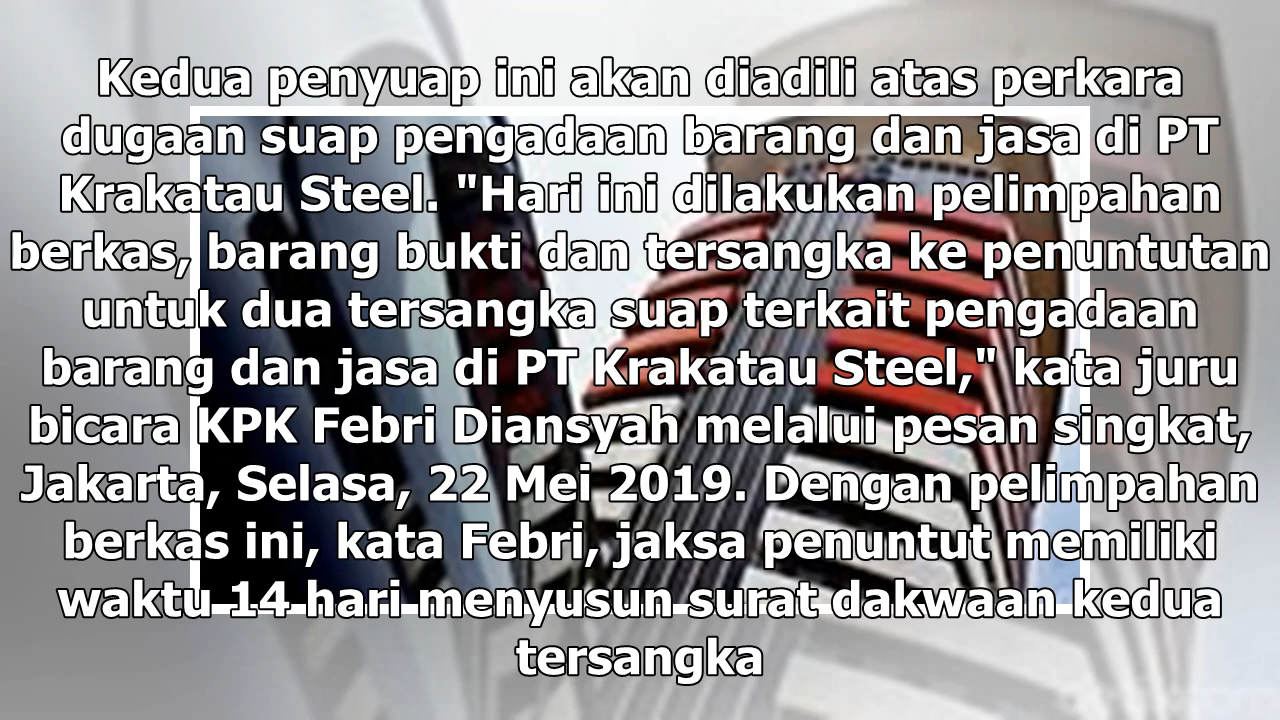 Kedua penyuap ini akan diadili atas perkara
dugaan suap pengadaan barang dan jasa di PT
Krakatau Steel. "Hari ini dilakukan pelimpahan
berkas, barang bukti dan tersangka ke penuntutan
untuk dua tersangka suap terkait pengadaan
barang dan jasa di PT Krakatau Steel," kata juru
bicara KPK Febri Diansyah melalui pesan singkat,
Jakarta, Selasa, 22 Mei 2019. Dengan pelimpahan
berkas ini, kata Febri, jaksa penuntut memiliki
waktu 14 hari menyusun surat dakwaan kedua
tersangka